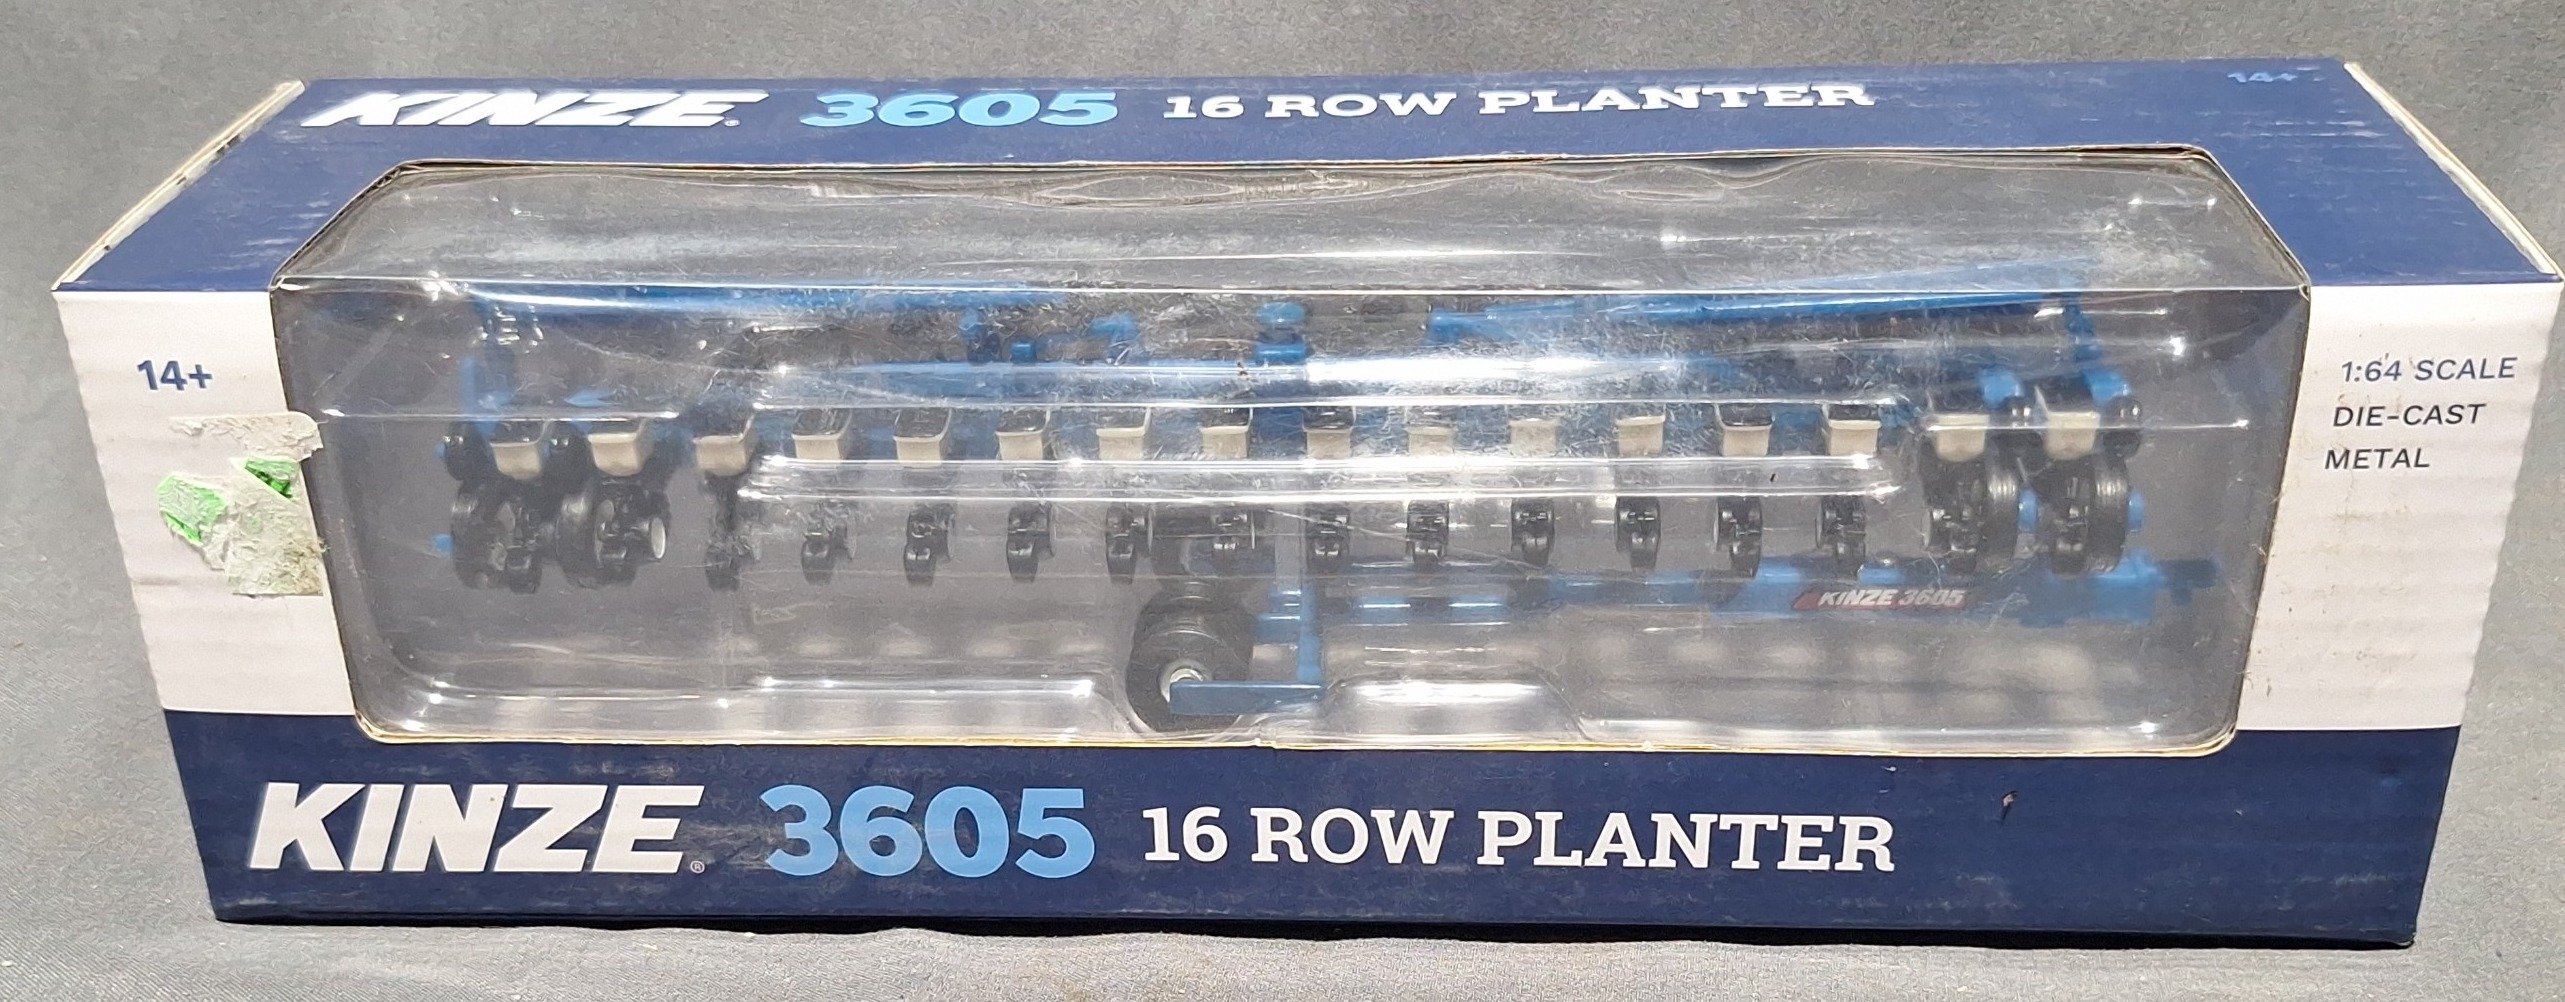 KINZE® 3605 16 ROW PLANTER
14+
14+
1:64 SCALE
DIE-CAST
METAL
KINZE 3605
KINZE® 3605 16 ROW PLANTER